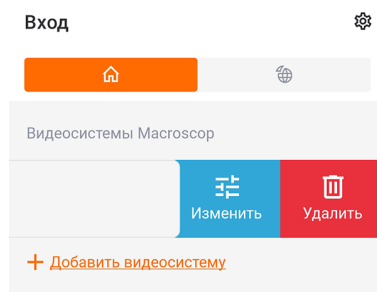 Вход
Видеосистемы Macroscop
Изменить Удалить
Добавить видеосистему